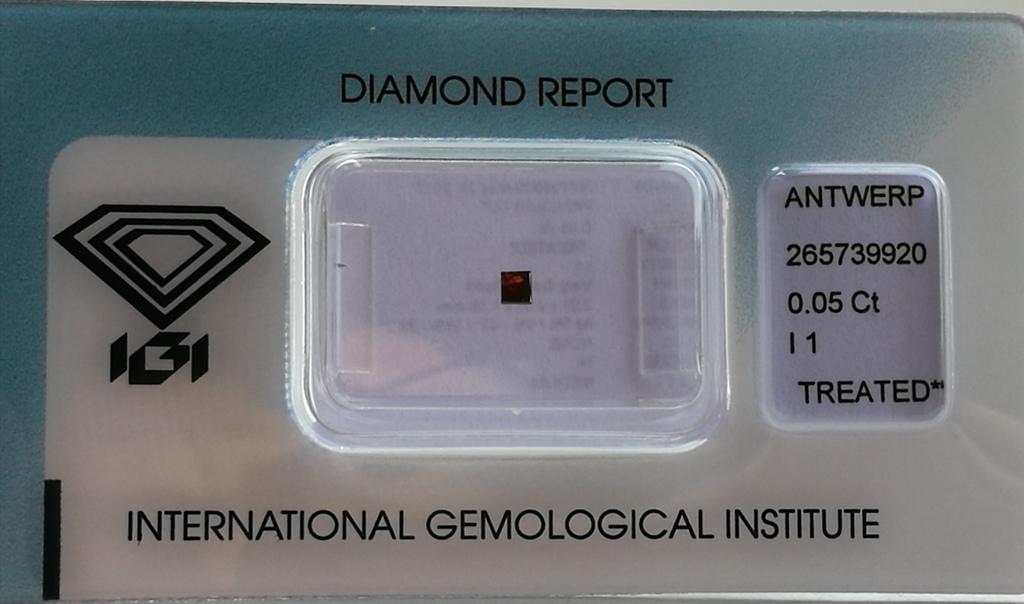 DIAMOND REPORT
IGI
ANTWERP
265739920
0.05 Ct
I 1
TREATED**
INTERNATIONAL GEMOLOGICAL INSTITUTE